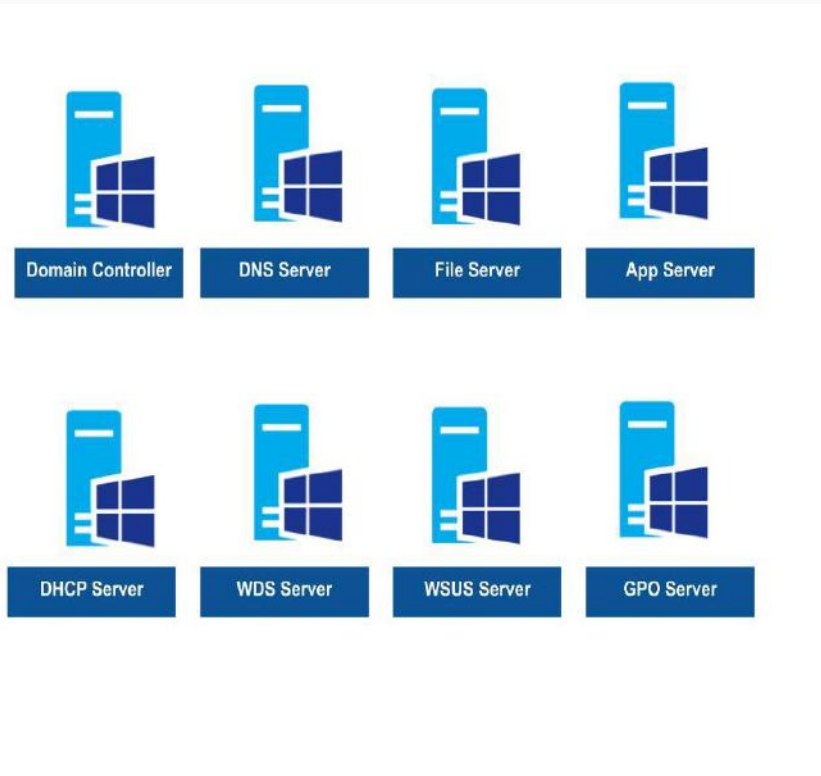 Domain Controller
DNS Server
File Server
App Server
DHCP Server
WDS Server
WSUS Server
GPO Server